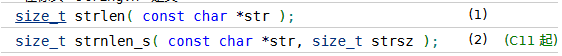 size_t strlen( const char *str );	(1)
size_t strnlen_s( const char *str, size_t strsz );	(2)	(C11 起)